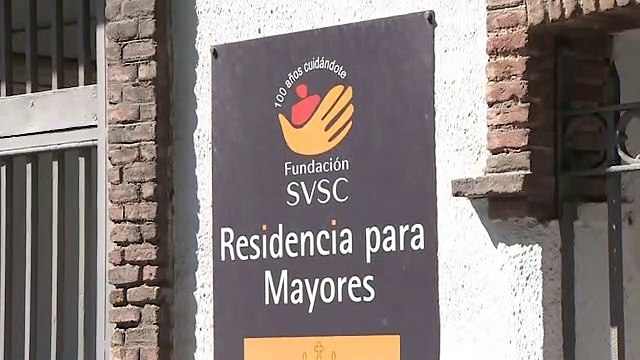 100 años cuidándote
Fundación
SVSC
Residencia para
Mayores